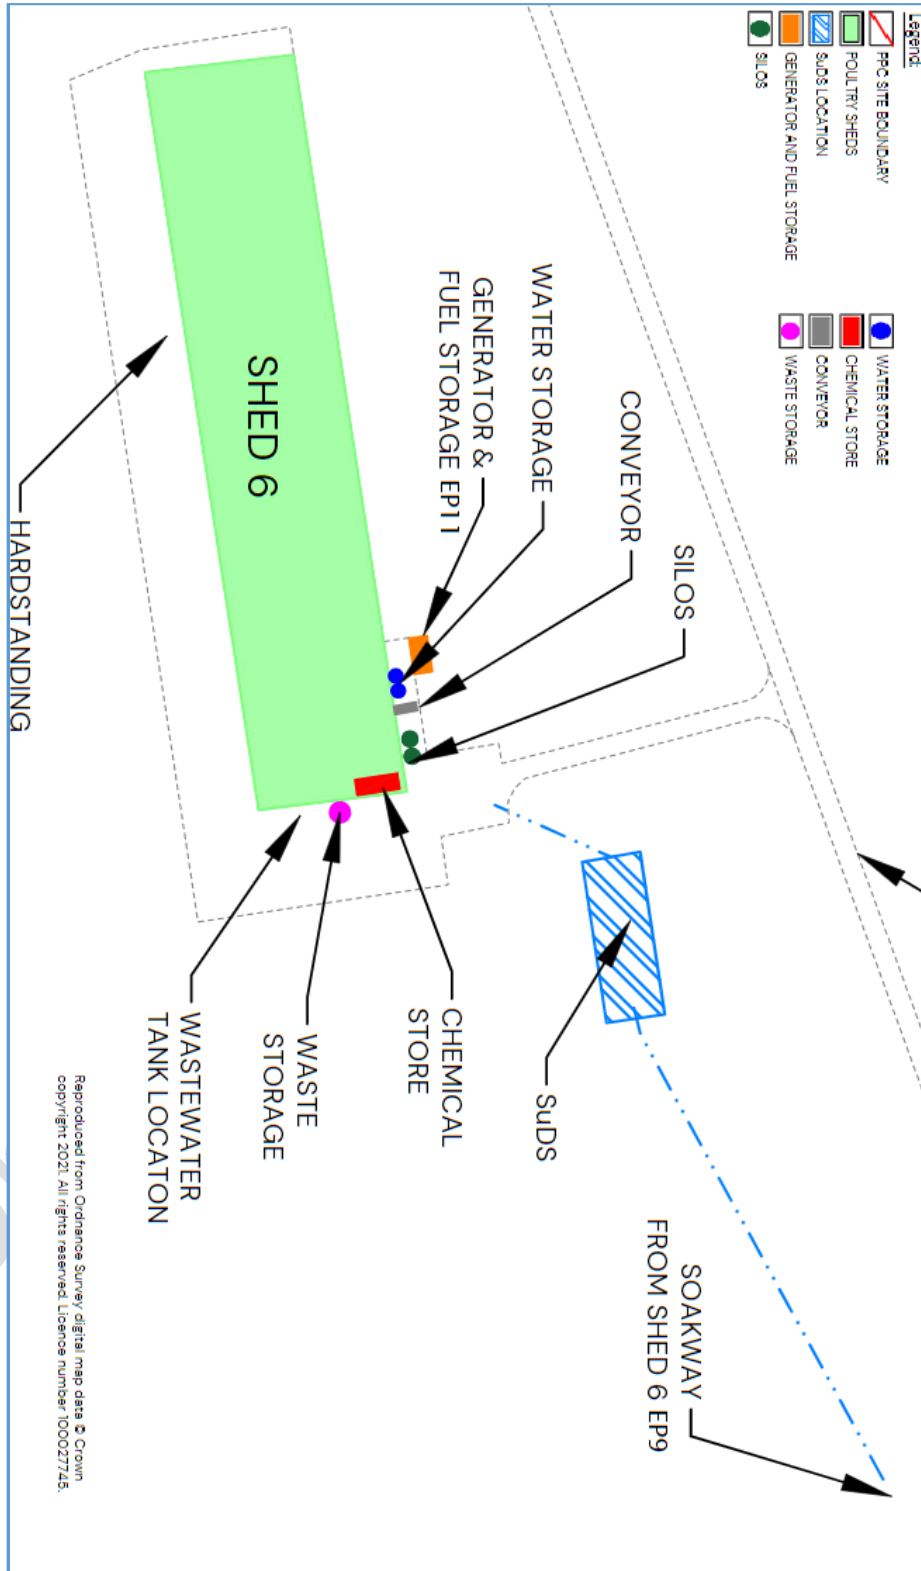 Legend:
PPC SITE BOUNDARY
POULTRY SHEDS
SuDS LOCATION
GENERATOR AND FUEL STORAGE
SILOS
WATER STORAGE
CHEMICAL STORE
CONVEYOR
WASTE STORAGE
SILOS
CONVEYOR
WATER STORAGE
GENERATOR &
FUEL STORAGE EP11
SHED 6
HARDSTANDING
SOAKWAY
FROM SHED 6 EP9
SuDS
CHEMICAL
STORE
WASTE
STORAGE
WASTEWATER
TANK LOCATON
Reproduced from Ordnance Survey digital map data © Crown
copyright 2021. All rights reserved. Licence number 100027745.